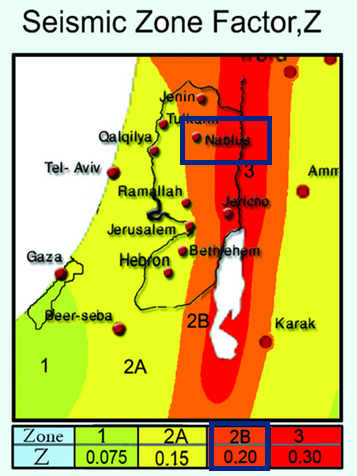 Seismic Zone Factor,Z
Jenin
Qalqilya
Nablus
Tel- Aviv
3
Amm
Ramallah
Jericho
Jerusalem
Bethlehem
Gaza
Hebron
Beer-seba
2B
Karak
1
2A
Zone 1 2A 2B 3
Z 0.075 0.15 0.20 0.30